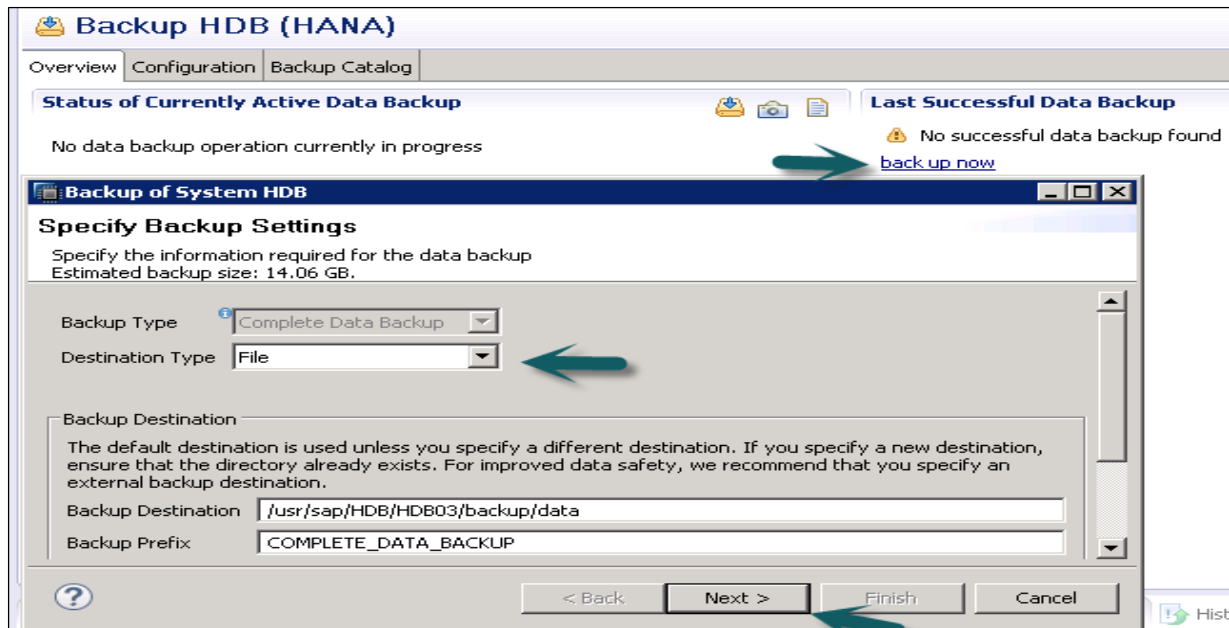 Backup HDB (HANA)
Overview Configuration Backup Catalog
Status of Currently Active Data Backup
No data backup operation currently in progress
Last Successful Data Backup
No successful data backup found
back up now
Backup of System HDB
Specify Backup Settings
Specify the information required for the data backup
Estimated backup size: 14.06 GB.
Backup Type Complete Data Backup
Destination Type File
Backup Destination
The default destination is used unless you specify a different destination. If you specify a new destination,
ensure that the directory already exists. For improved data safety, we recommend that you specify an
external backup destination.
Backup Destination /usr/sap/HDB/HDB03/backup/data
Backup Prefix COMPLETE_DATA_BACKUP
? < Back Next > Finish Cancel
Hist